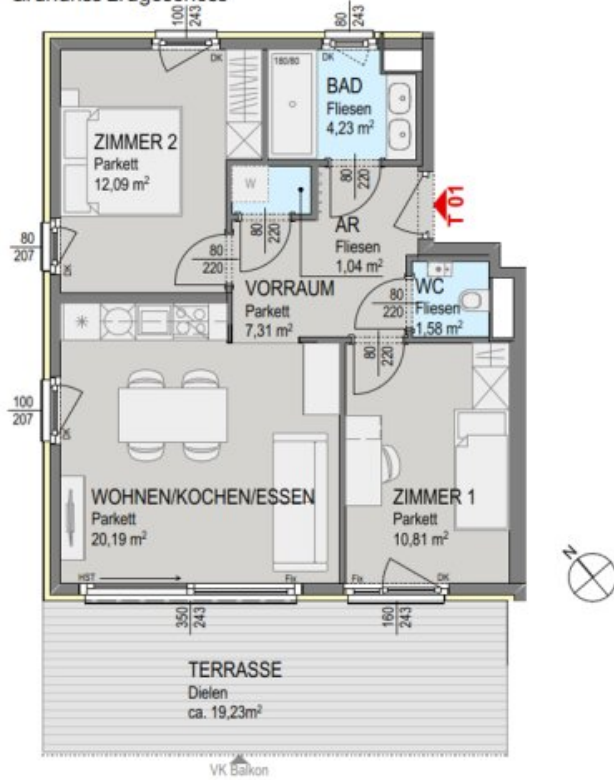 100
243
80
243
DK
180/80
DK
BAD
Fliesen
4,23 m²
ZIMMER 2
Parkett
12,09 m²
W
80
220
T 01
80
220
AR
Fliesen
1,04 m²
80
207
DK
80
220
VORRAUM
Parkett
7,31 m²
80
220
WC
Fliesen
1,58 m²
80
220
100
207
DK
WOHNEN/KOCHEN/ESSEN
Parkett
20,19 m²
ZIMMER 1
Parkett
10,81 m²
N
HST
Fix
Fix
DK
350
243
160
243
TERRASSE
Dielen
ca. 19,23m²
VK Balkon